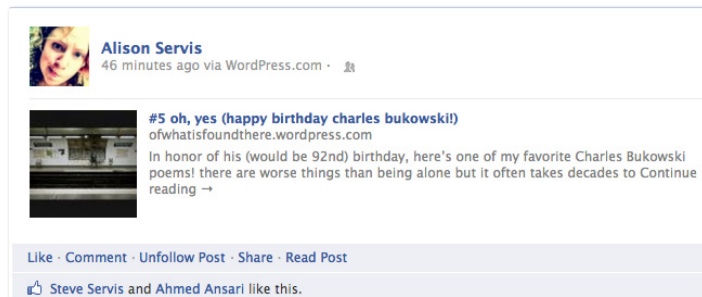 Alison Servis
46 minutes ago via WordPress.com ·
#5 oh, yes (happy birthday charles bukowski!)
ofwhatisfoundthere.wordpress.com
In honor of his (would be 92nd) birthday, here's one of my favorite Charles Bukowski
poems! there are worse things than being alone but it often takes decades to Continue
reading →
Like · Comment · Unfollow Post · Share · Read Post
Steve Servis and Ahmed Ansari like this.